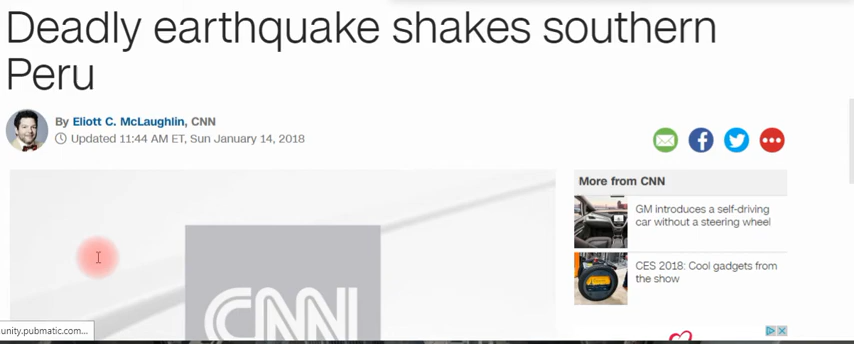 Deadly earthquake shakes southern
Peru
By Eliott C. McLaughlin, CNN
Updated 11:44 AM ET, Sun January 14, 2018
More from CNN
GM introduces a self-driving
car without a steering wheel
CES 2018: Cool gadgets from
the show
CNN
unity.pubmatic.com...